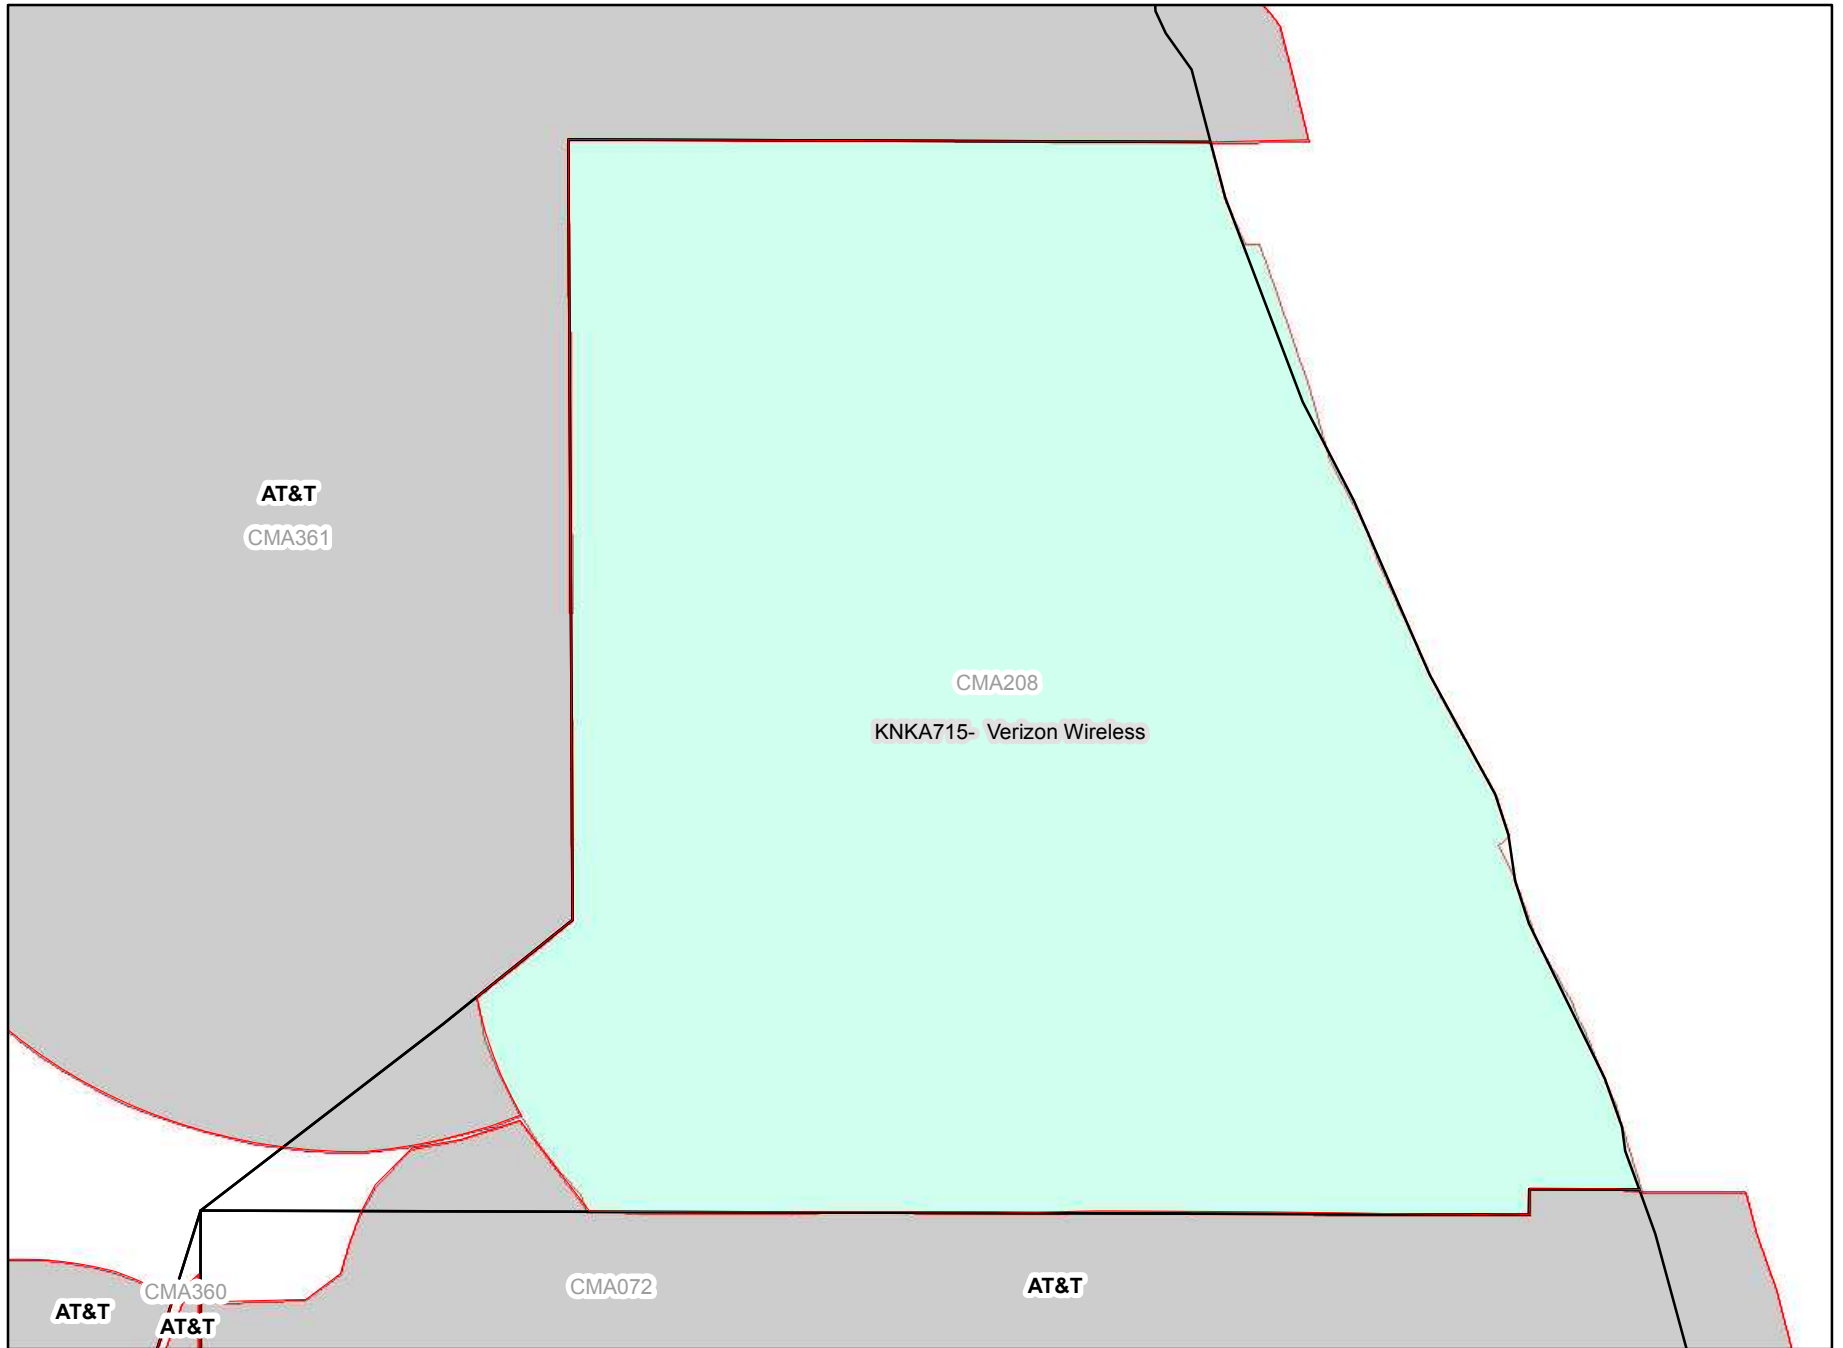 AT&T
CMA361
CMA208
KNKA715-  Verizon Wireless
CMA360
CMA072
AT&T
AT&T
AT&T